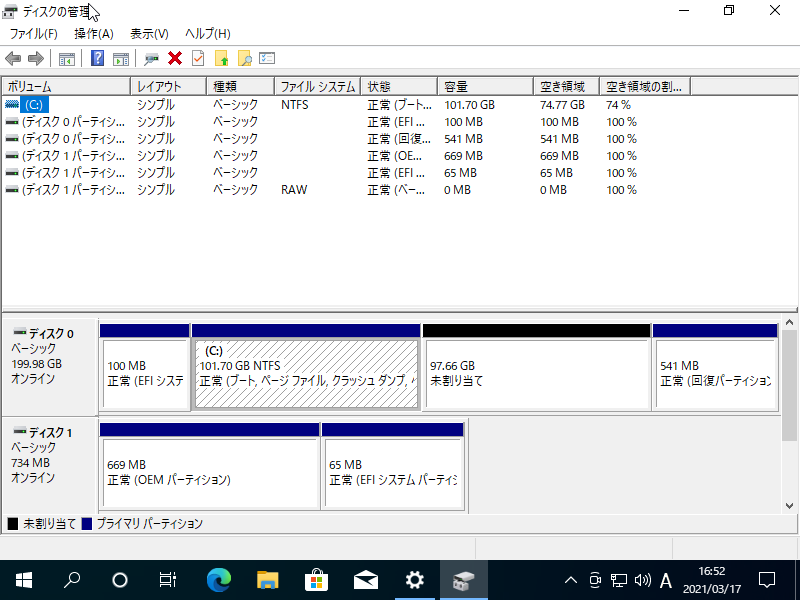 ディスクの管理
ファイル(F) 操作(A) 表示(V) ヘルプ(H)
ボリューム レイアウト 種類 ファイル システム 状態 容量 空き領域 空き領域の割...
(C:) シンプル ベーシック NTFS 正常 (ブート... 101.70 GB 74.77 GB 74 %
(ディスク 0 パーティシ... シンプル ベーシック 正常 (EFI ... 100 MB 100 MB 100 %
(ディスク 0 パーティシ... シンプル ベーシック 正常 (回復... 541 MB 541 MB 100 %
(ディスク 1 パーティシ... シンプル ベーシック 正常 (OE... 669 MB 669 MB 100 %
(ディスク 1 パーティシ... シンプル ベーシック 正常 (EFI ... 65 MB 65 MB 100 %
(ディスク 1 パーティシ... シンプル ベーシック RAW 正常 (ベー... 0 MB 0 MB 100 %
ディスク 0
ベーシック
199.98 GB
オンライン
100 MB
正常 (EFI システ
(C:)
101.70 GB NTFS
正常 (ブート, ページ ファイル, クラッシュ ダンプ,
97.66 GB
未割り当て
541 MB
正常 (回復パーティション
ディスク 1
ベーシック
734 MB
オンライン
669 MB
正常 (OEM パーティション)
65 MB
正常 (EFI システム パーティシ
未割り当て プライマリ パーティション
A
16:52
2021/03/17